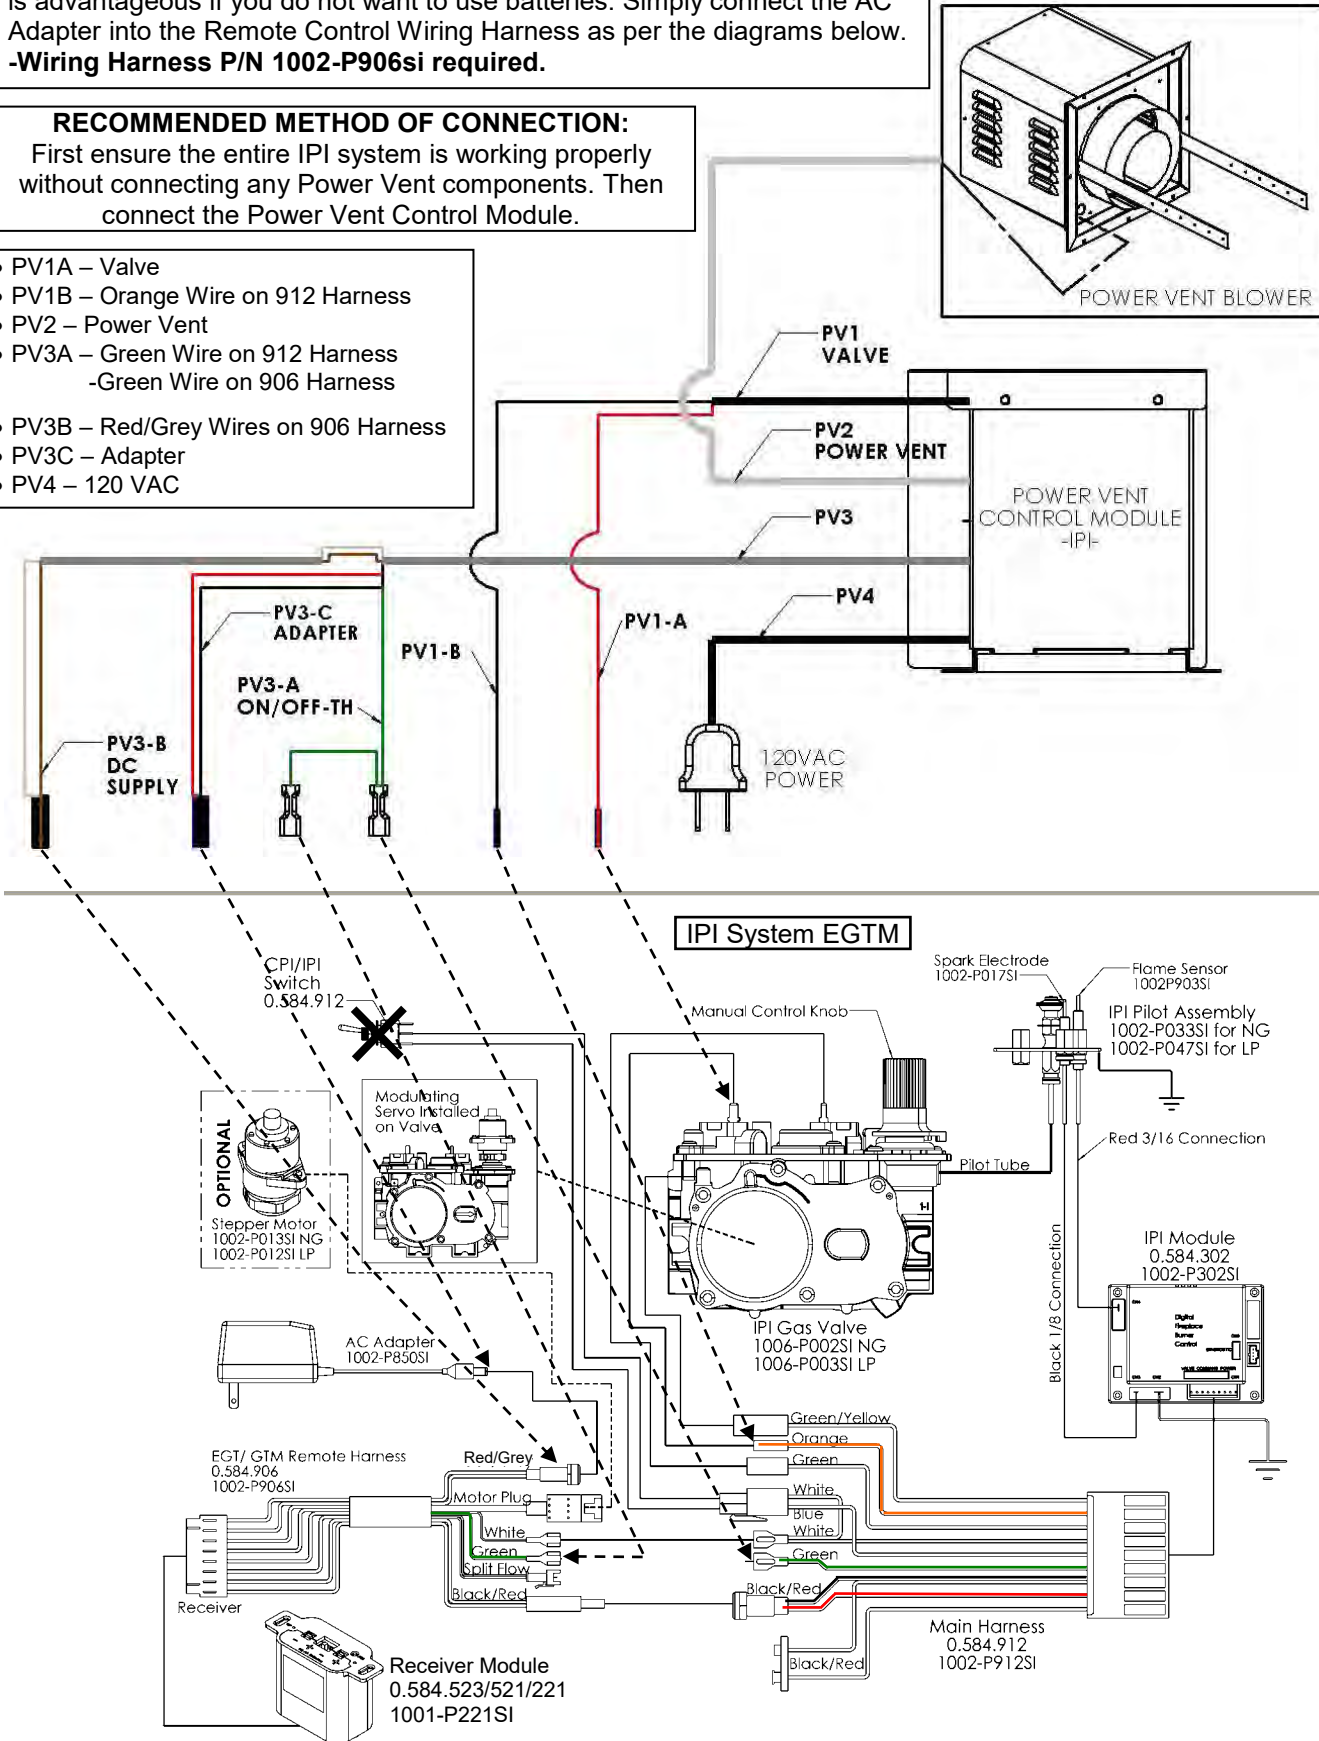 is advantageous if you do not want to use batteries. Simply connect the AC
Adapter into the Remote Control Wiring Harness as per the diagrams below.
-Wiring Harness P/N 1002-P906si required.
RECOMMENDED METHOD OF CONNECTION:
First ensure the entire IPI system is working properly
without connecting any Power Vent components. Then
connect the Power Vent Control Module.
• PV1A – Valve
• PV1B – Orange Wire on 912 Harness
• PV2 – Power Vent
• PV3A – Green Wire on 912 Harness
-Green Wire on 906 Harness
• PV3B – Red/Grey Wires on 906 Harness
• PV3C – Adapter
• PV4 – 120 VAC
POWER VENT BLOWER
PV1
VALVE
PV2
POWER VENT
POWER VENT
CONTROL MODULE
-IPI-
PV3
PV4
PV3-C
ADAPTER
PV1-B
PV1-A
PV3-A
ON/OFF-TH
PV3-B
DC
SUPPLY
120VAC
POWER
IPI System EGTM
CPI/IPI
Switch
0.584.912
Manual Control Knob
Spark Electrode
1002-P017SI
Flame Sensor
1002P903SI
IPI Pilot Assembly
1002-P033SI for NG
1002-P047SI for LP
Modulating
Servo Installed
on Valve
OPTIONAL
Stepper Motor
1002-P013SI NG
1002-P012SI LP
Pilot Tube
Red 3/16 Connection
Black 1/8 Connection
IPI Module
0.584.302
1002-P302SI
Digital
Fireplace
Burner
Control
DIAGNOSTIC
VALVE COMMAND POWER
IPI Gas Valve
1006-P002SI NG
1006-P003SI LP
AC Adapter
1002-P850SI
EGT/ GTM Remote Harness
0.584.906
1002-P906SI
Red/Grey
Motor Plug
White
Green
Split Flow
Black/Red
Receiver
Green/Yellow
Orange
Green
White
Blue
White
Green
Black/Red
Black/Red
Main Harness
0.584.912
1002-P912SI
Receiver Module
0.584.523/521/221
1001-P221SI